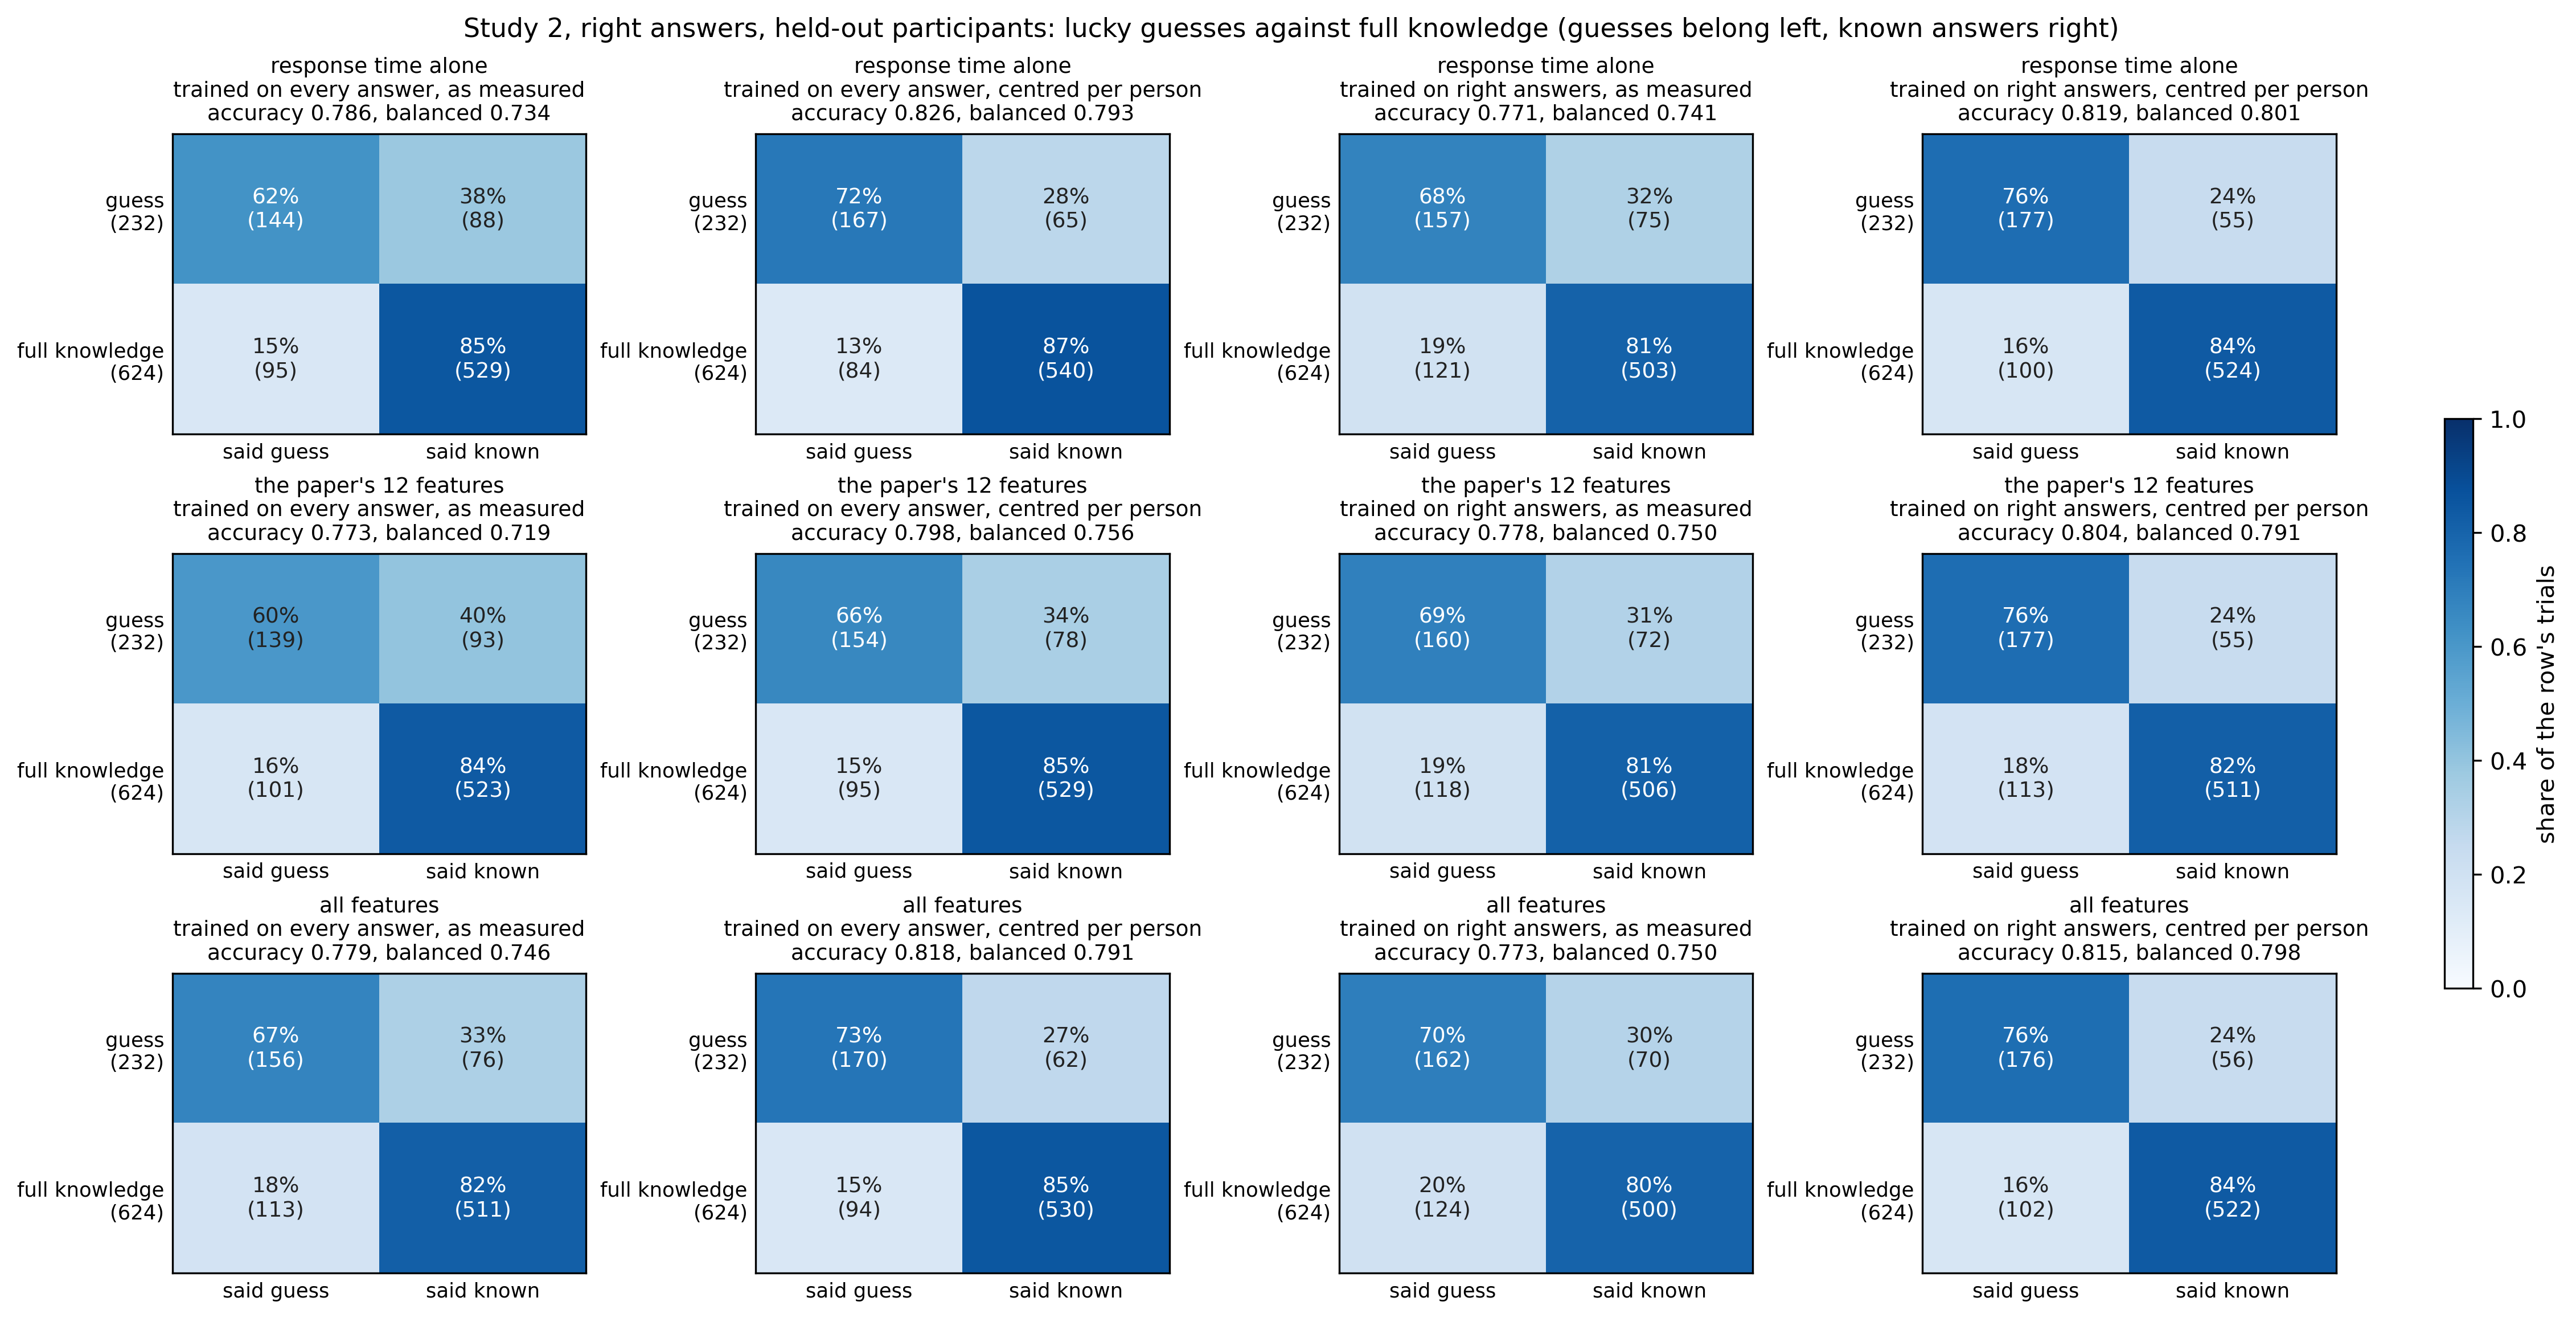 Study 2, right answers, held-out participants: lucky guesses against full knowledge (guesses belong left, known answers right)
response time alone
trained on every answer, as measured
accuracy 0.786, balanced 0.734
guess
(232)
62%
(144)
38%
(88)
full knowledge
(624)
15%
(95)
85%
(529)
said guess
said known
response time alone
trained on every answer, centred per person
accuracy 0.826, balanced 0.793
guess
(232)
72%
(167)
28%
(65)
full knowledge
(624)
13%
(84)
87%
(540)
said guess
said known
response time alone
trained on right answers, as measured
accuracy 0.771, balanced 0.741
guess
(232)
68%
(157)
32%
(75)
full knowledge
(624)
19%
(121)
81%
(503)
said guess
said known
response time alone
trained on right answers, centred per person
accuracy 0.819, balanced 0.801
guess
(232)
76%
(177)
24%
(55)
full knowledge
(624)
16%
(100)
84%
(524)
said guess
said known
the paper's 12 features
trained on every answer, as measured
accuracy 0.773, balanced 0.719
guess
(232)
60%
(139)
40%
(93)
full knowledge
(624)
16%
(101)
84%
(523)
said guess
said known
the paper's 12 features
trained on every answer, centred per person
accuracy 0.798, balanced 0.756
guess
(232)
66%
(154)
34%
(78)
full knowledge
(624)
15%
(95)
85%
(529)
said guess
said known
the paper's 12 features
trained on right answers, as measured
accuracy 0.778, balanced 0.750
guess
(232)
69%
(160)
31%
(72)
full knowledge
(624)
19%
(118)
81%
(506)
said guess
said known
the paper's 12 features
trained on right answers, centred per person
accuracy 0.804, balanced 0.791
guess
(232)
76%
(177)
24%
(55)
full knowledge
(624)
18%
(113)
82%
(511)
said guess
said known
all features
trained on every answer, as measured
accuracy 0.779, balanced 0.746
guess
(232)
67%
(156)
33%
(76)
full knowledge
(624)
18%
(113)
82%
(511)
said guess
said known
all features
trained on every answer, centred per person
accuracy 0.818, balanced 0.791
guess
(232)
73%
(170)
27%
(62)
full knowledge
(624)
15%
(94)
85%
(530)
said guess
said known
all features
trained on right answers, as measured
accuracy 0.773, balanced 0.750
guess
(232)
70%
(162)
30%
(70)
full knowledge
(624)
20%
(124)
80%
(500)
said guess
said known
all features
trained on right answers, centred per person
accuracy 0.815, balanced 0.798
guess
(232)
76%
(176)
24%
(56)
full knowledge
(624)
16%
(102)
84%
(522)
said guess
said known
1.0
0.8
0.6
0.4
0.2
0.0
share of the row's trials